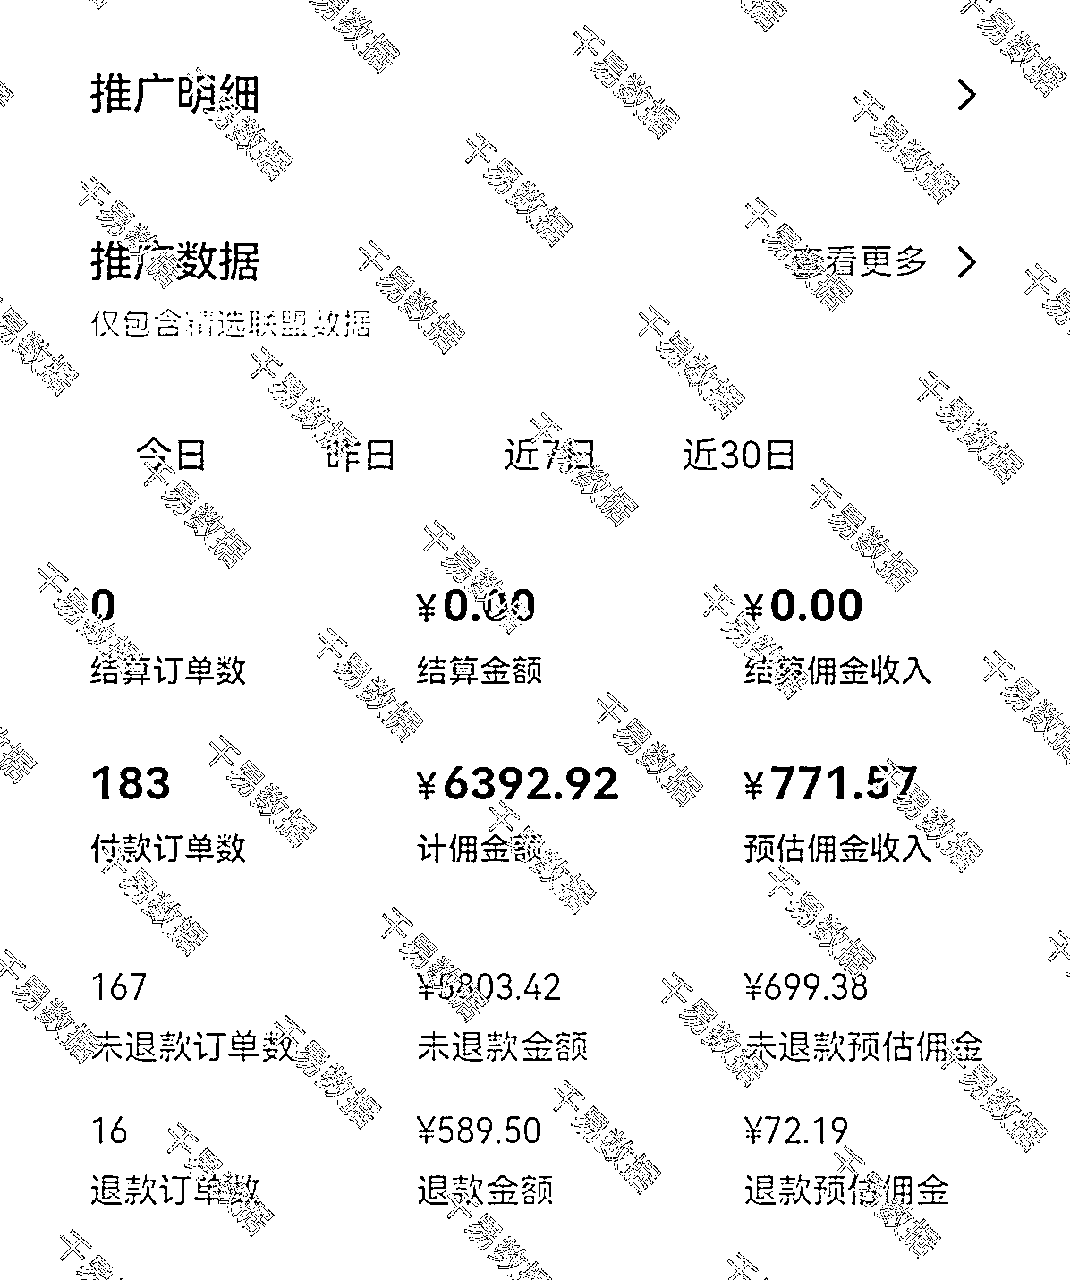 推广明细
推广数据 查看更多
仅包含精选联盟数据
今日 昨日 近7日 近30日
0 ¥0.00 ¥0.00
结算订单数 结算金额 结算佣金收入
183 ¥6392.92 ¥771.57
付款订单数 计佣金额 预估佣金收入
167 ¥5803.42 ¥699.38
未退款订单数 未退款金额 未退款预估佣金
16 ¥589.50 ¥72.19
退款订单数 退款金额 退款预估佣金
千易数据